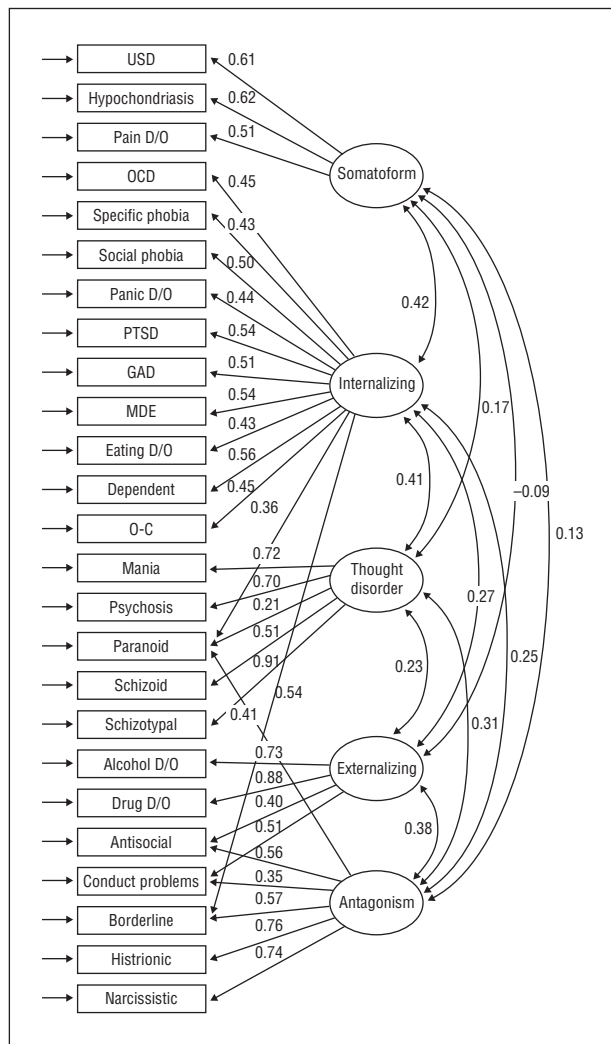 USD
0.61
Hypochondriasis
0.62
Pain D/O
0.51
Somatoform
OCD
0.45
Specific phobia
0.43
Social phobia
0.50
Panic D/O
0.44
0.42
PTSD
0.54
GAD
0.51
Internalizing
MDE
0.54
0.17
Eating D/O
0.43
Dependent
0.56
0.41
–0.09
0.45
O-C
0.36
0.13
Mania
0.72
Thought
disorder
Psychosis
0.70
0.27
0.21
Paranoid
0.51
0.25
Schizoid
0.91
0.23
0.54
Schizotypal
0.41
0.31
Alcohol D/O
0.73
Externalizing
Drug D/O
0.88
0.40
Antisocial
0.51
0.38
0.56
Conduct problems
0.35
Antagonism
Borderline
0.57
Histrionic
0.76
0.74
Narcissistic